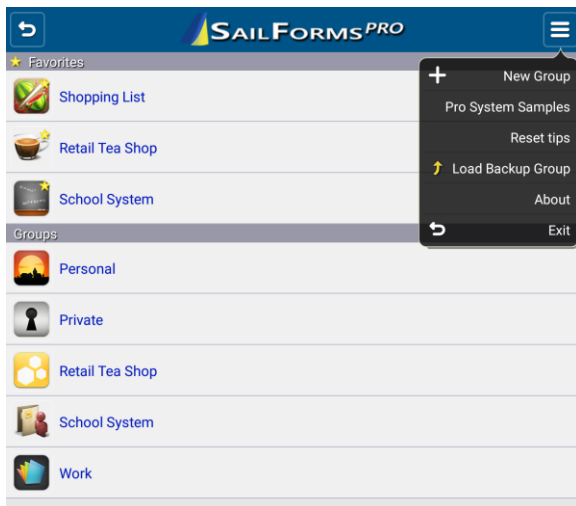 SAILFORMSPRO
Favorites
Shopping List
Retail Tea Shop
School System
Groups
Personal
Private
Retail Tea Shop
School System
Work
New Group
Pro System Samples
Reset tips
Load Backup Group
About
Exit